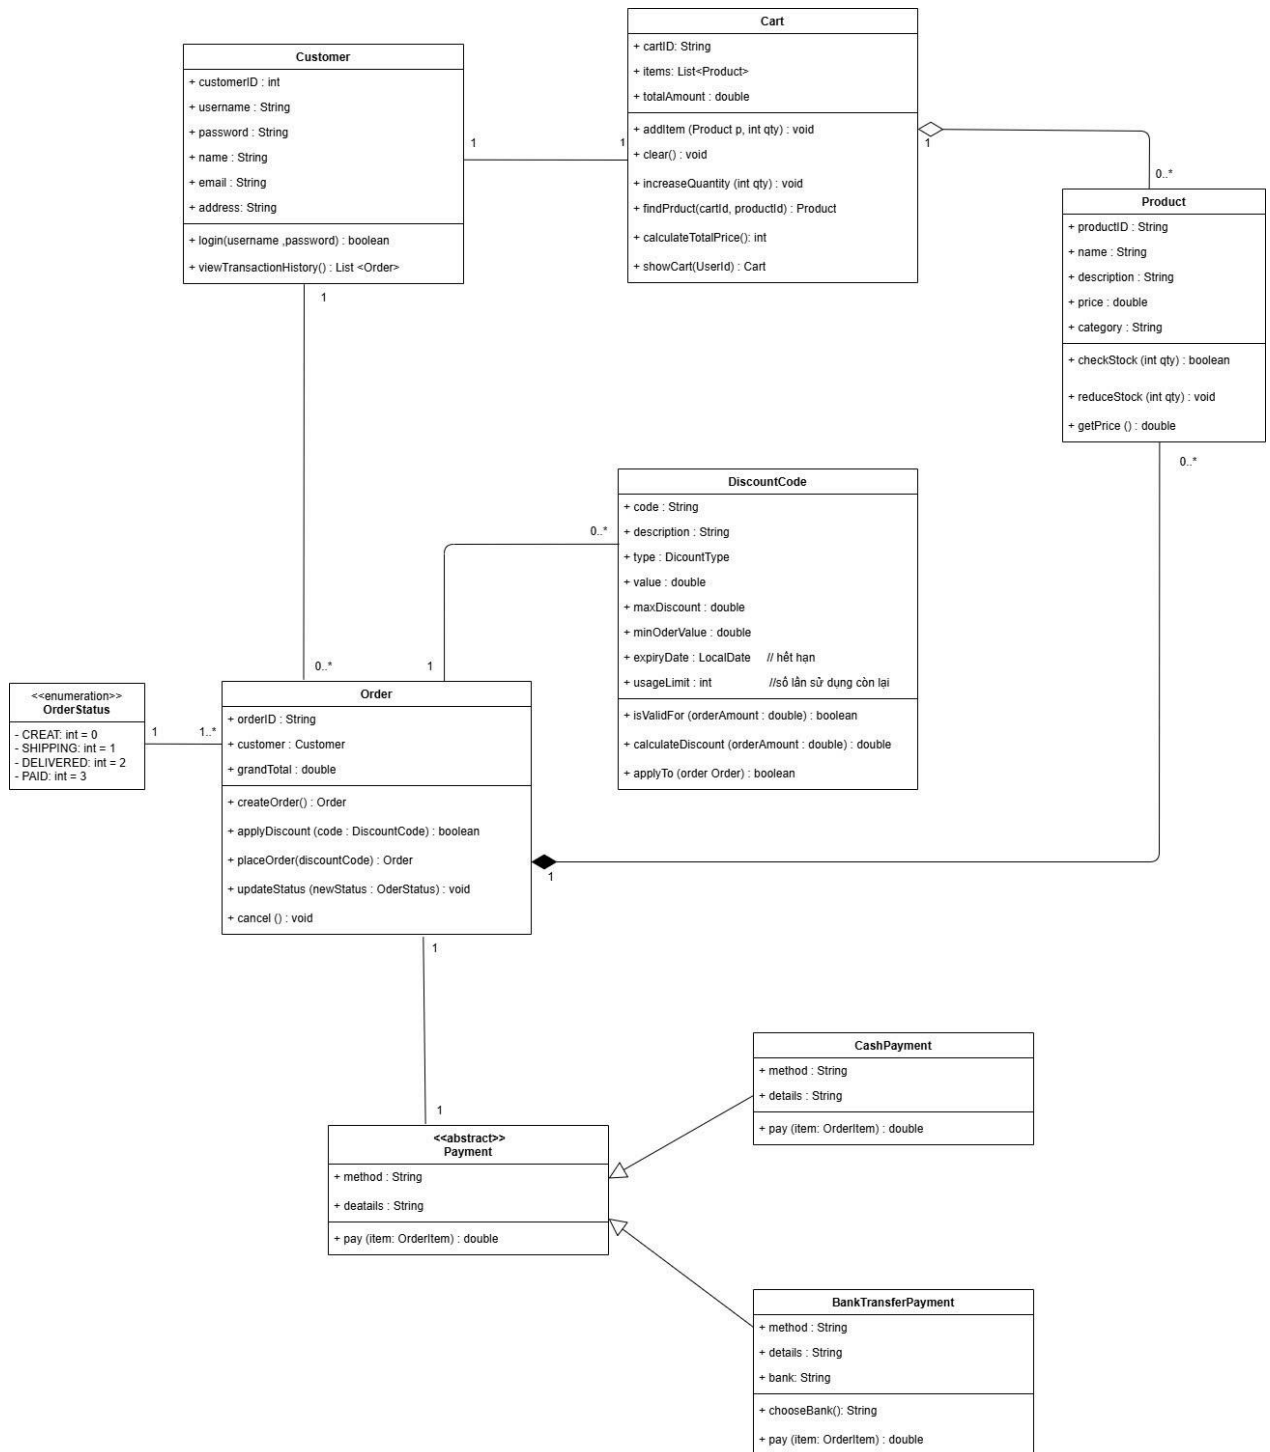 Cart
+ cartID: String
+ items: List<Product>
+ totalAmount : double
+ addItem (Product p, int qty) : void
+ clear() : void
+ increaseQuantity (int qty) : void
+ findPrduct(cartId, productId) : Product
+ calculateTotalPrice(): int
+ showCart(UserId) : Cart
Customer
+ customerID : int
+ username : String
+ password : String
+ name : String
+ email : String
+ address: String
+ login(username ,password) : boolean
+ viewTransactionHistory() : List <Order>
1
1
1
0..*
Product
+ productID : String
+ name : String
+ description : String
+ price : double
+ category : String
+ checkStock (int qty) : boolean
+ reduceStock (int qty) : void
+ getPrice () : double
0..*
1
DiscountCode
+ code : String
+ description : String
+ type : DicountType
+ value : double
+ maxDiscount : double
+ minOderValue : double
+ expiryDate : LocalDate // hết hạn
+ usageLimit : int //số lần sử dụng còn lại
+ isValidFor (orderAmount : double) : boolean
+ calculateDiscount (orderAmount : double) : double
+ applyTo (order Order) : boolean
0..*
0..*
1
<<enumeration>>
OrderStatus
- CREAT: int = 0
- SHIPPING: int = 1
- DELIVERED: int = 2
- PAID: int = 3
1
1..*
Order
+ orderID : String
+ customer : Customer
+ grandTotal : double
+ createOrder() : Order
+ applyDiscount (code : DiscountCode) : boolean
+ placeOrder(discountCode) : Order
+ updateStatus (newStatus : OderStatus) : void
+ cancel () : void
1
1
1
<<abstract>>
Payment
+ method : String
+ deatails : String
+ pay (item: OrderItem) : double
CashPayment
+ method : String
+ details : String
+ pay (item: OrderItem) : double
BankTransferPayment
+ method : String
+ details : String
+ bank: String
+ chooseBank(): String
+ pay (item: OrderItem) : double